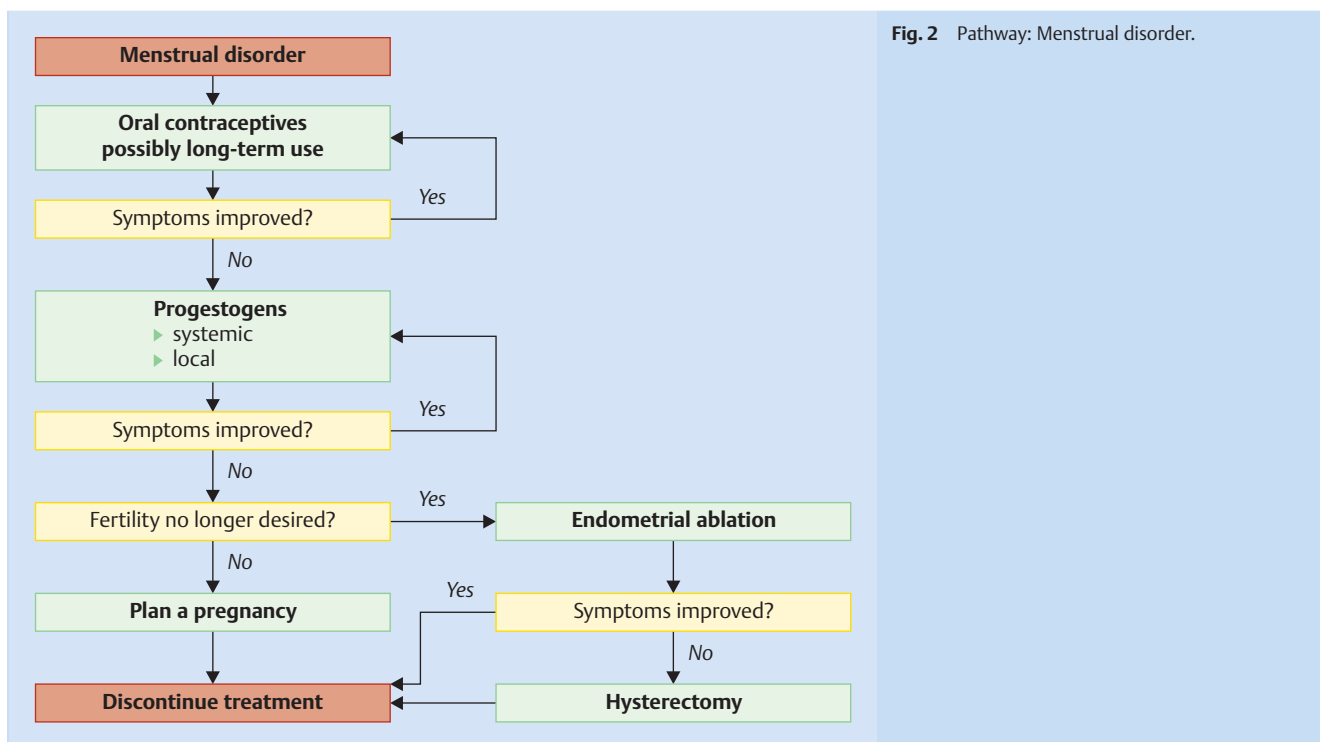 Fig. 2 Pathway: Menstrual disorder.
Menstrual disorder
Oral contraceptives
possibly long-term use
Yes
Symptoms improved?
No
Progestogens
▶ systemic
▶ local
Yes
Symptoms improved?
No
Fertility no longer desired?
Yes
Endometrial ablation
No
Plan a pregnancy
Yes
Symptoms improved?
No
Discontinue treatment
Hysterectomy